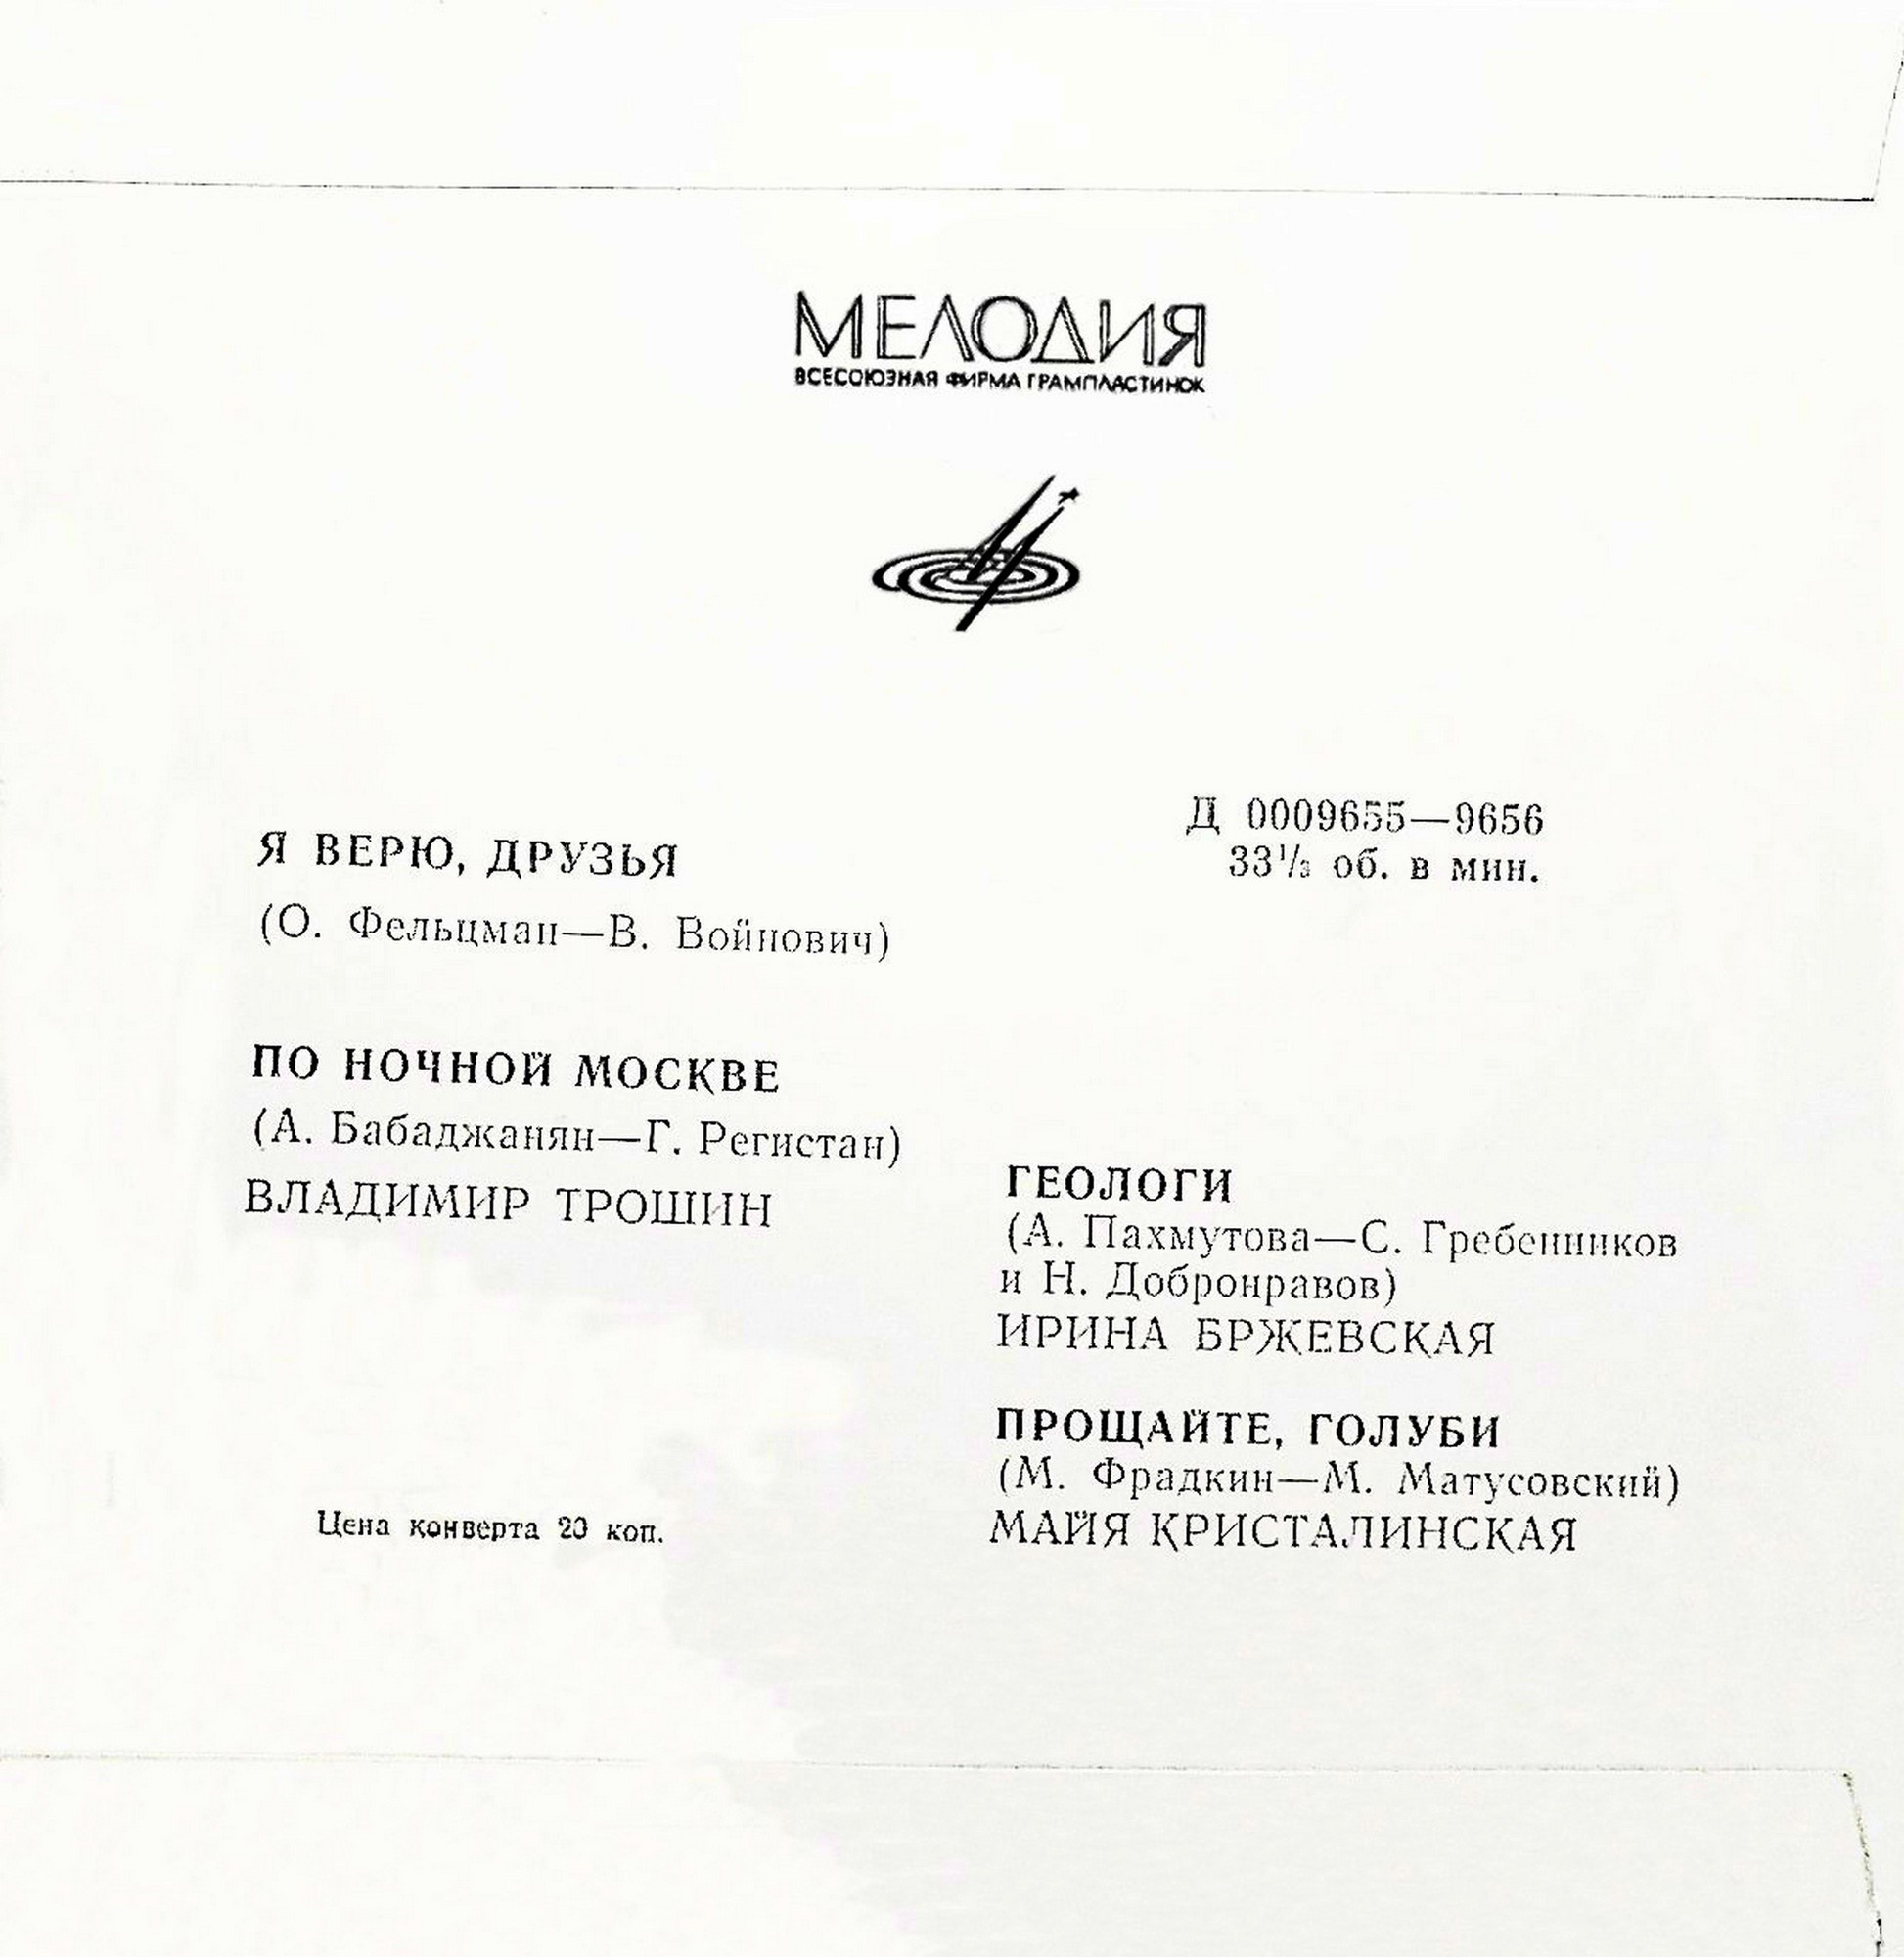 МЕЛОДИЯ
ВСЕСОЮЗНАЯ ФИРМА ГРАМПЛАСТИНОК
Д 0009655—9656
33⅓ об. в мин.
Я ВЕРЮ, ДРУЗЬЯ
(О. Фельцман—В. Войнович)
ПО НОЧНОЙ МОСКВЕ
(А. Бабаджанян—Г. Регистан)
ВЛАДИМИР ТРОШИН
ГЕОЛОГИ
(А. Пахмутова—С. Гребенников
и Н. Добронравов)
ИРИНА БРЖЕВСКАЯ
ПРОЩАЙТЕ, ГОЛУБИ
(М. Фрадкин—М. Матусовский)
МАЙЯ КРИСТАЛИНСКАЯ
Цена конверта 20 коп.